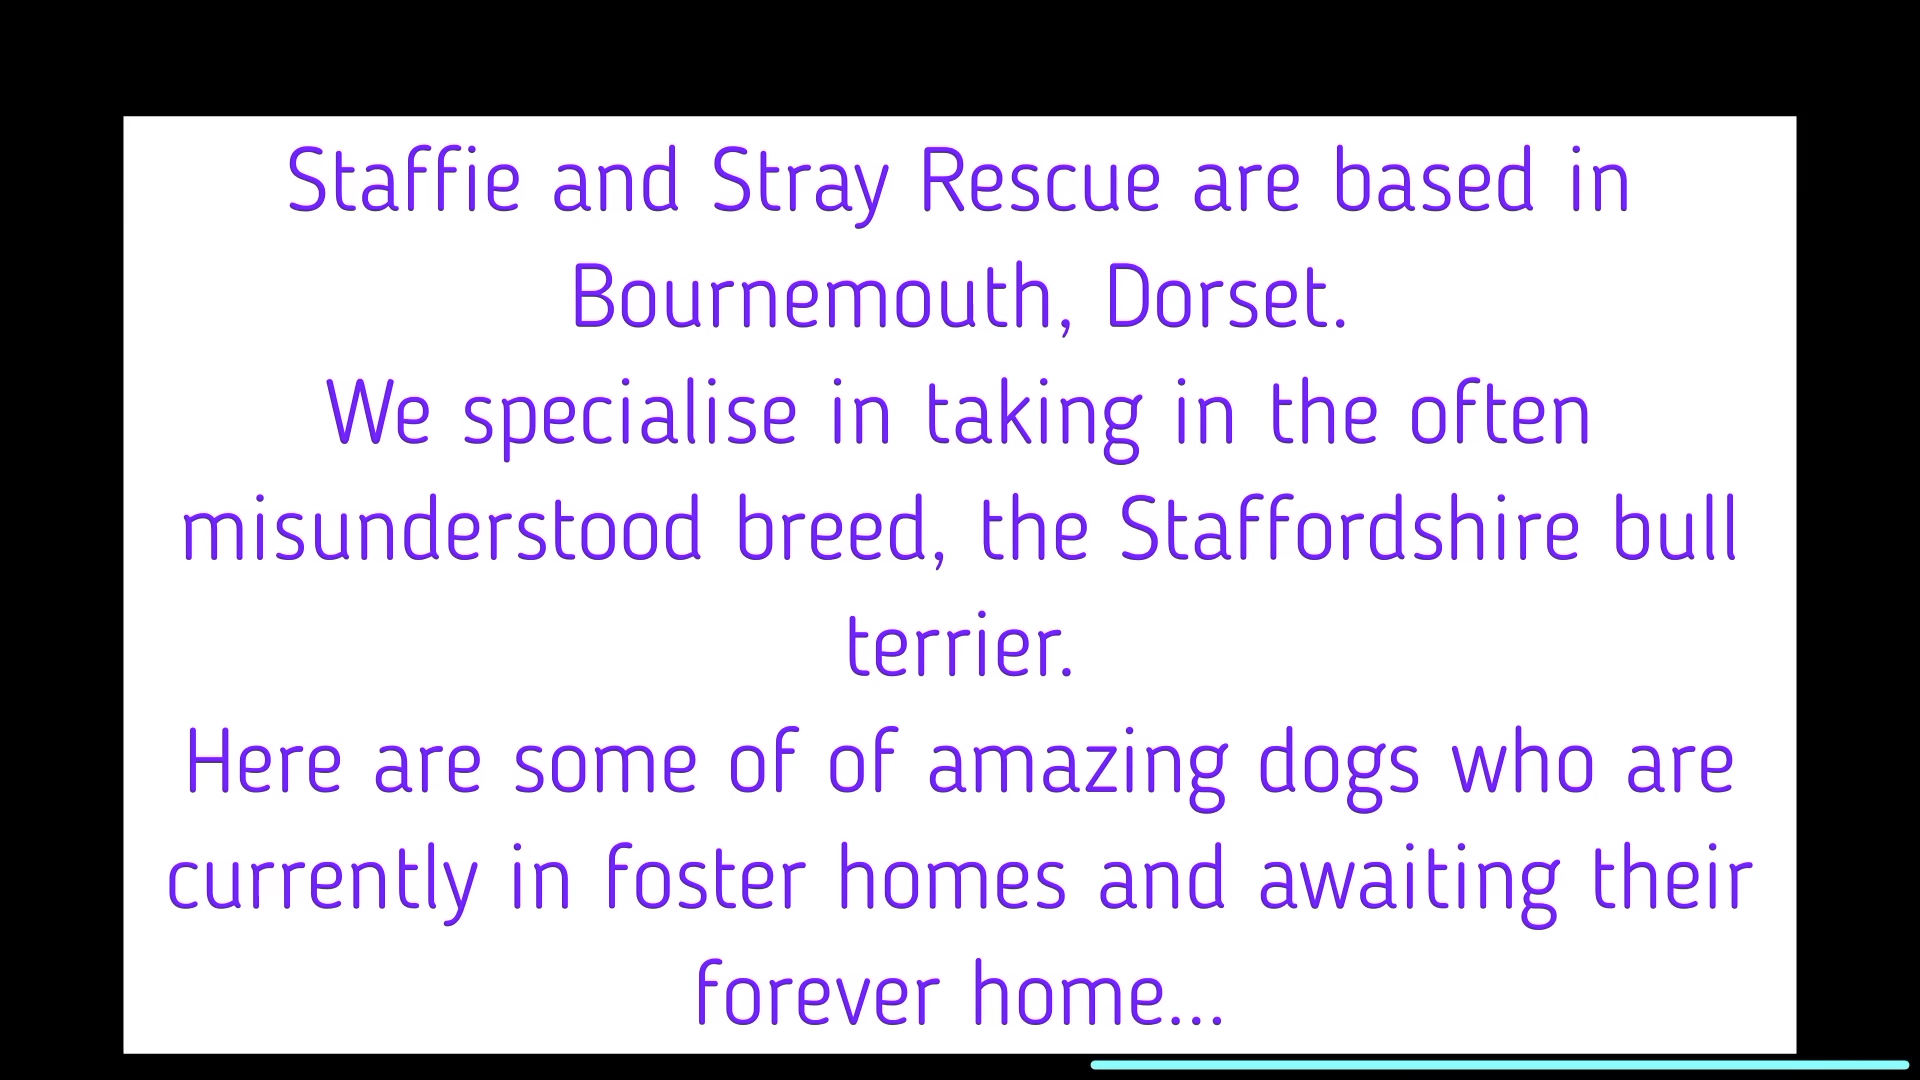 Staffie and Stray Rescue are based in
Bournemouth, Dorset.
We specialise in taking in the often
misunderstood breed, the Staffordshire bull
terrier.
Here are some of of amazing dogs who are
currently in foster homes and awaiting their
forever home...